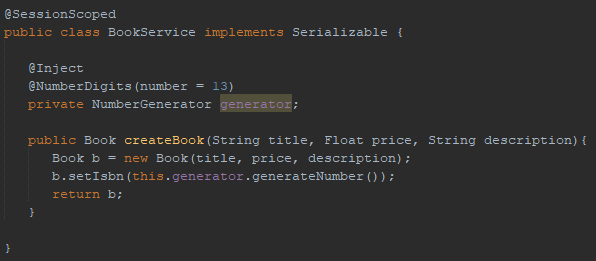 @SessionScoped
public class BookService implements Serializable {
@Inject
@NumberDigits(number = 13)
private NumberGenerator generator;
public Book createBook(String title, Float price, String description){
Book b = new Book(title, price, description);
b.setIsbn(this.generator.generateNumber());
return b;
}
}